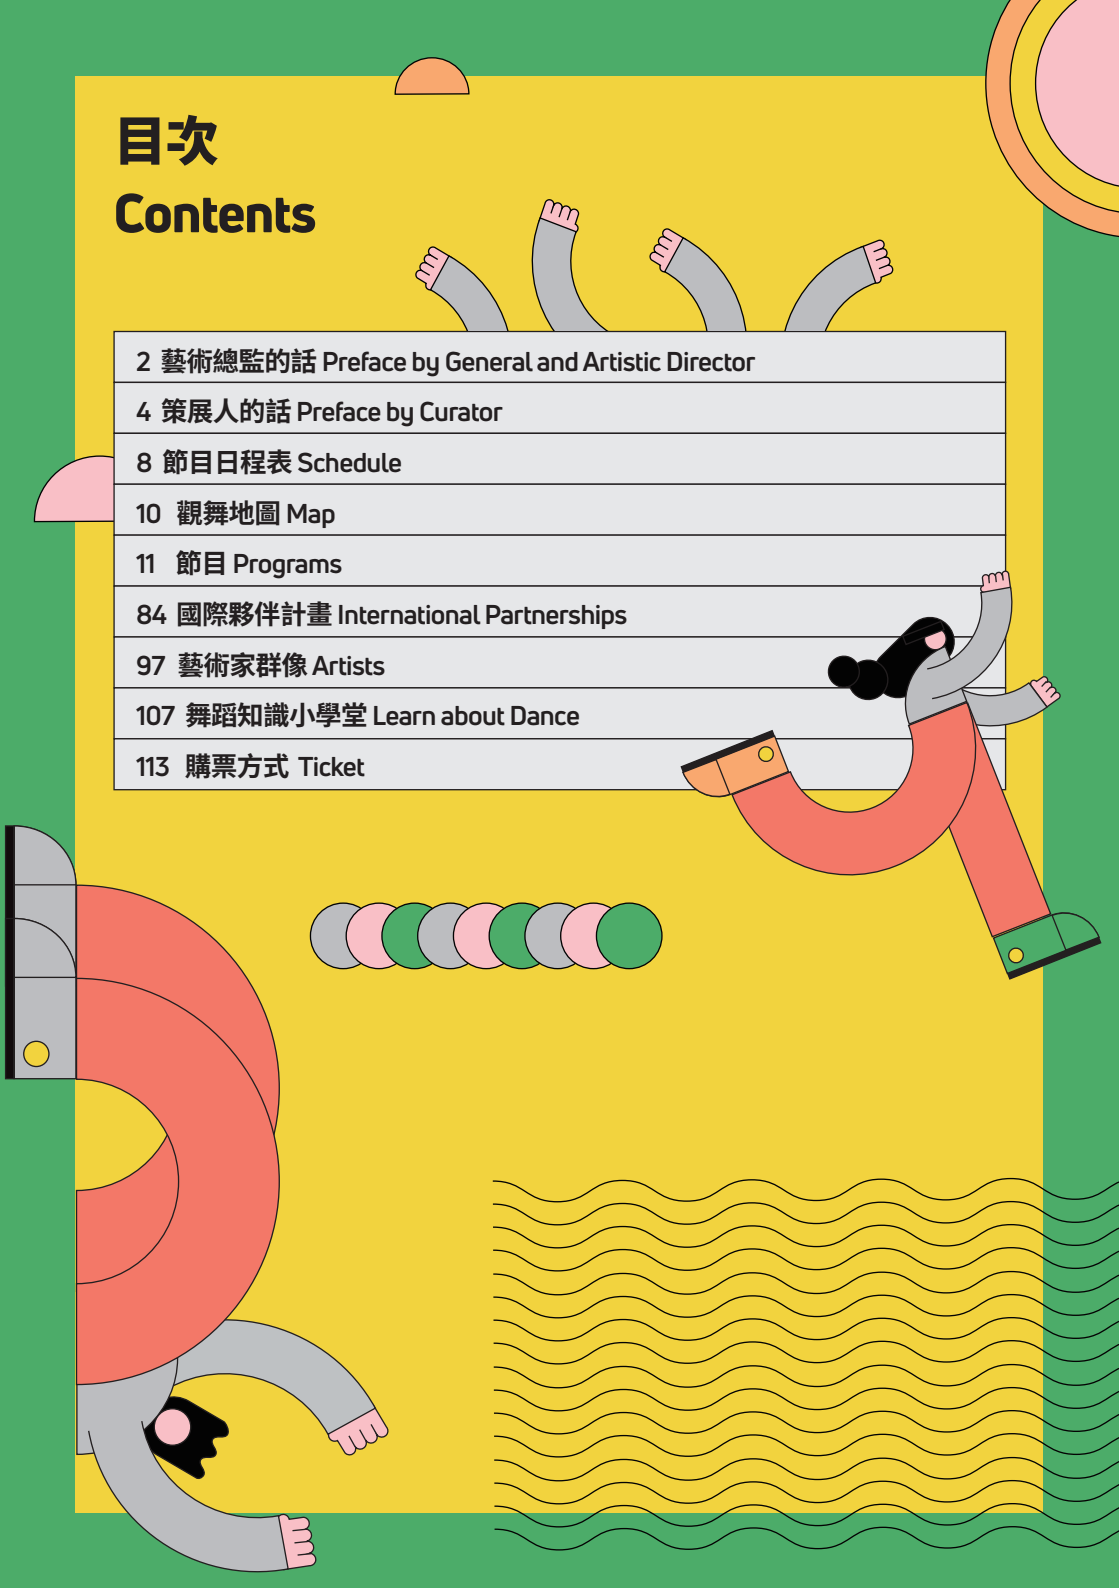 目次
Contents
2 藝術總監的話 Preface by General and Artistic Director
4 策展人的話 Preface by Curator
8 節目日程表 Schedule
10 觀舞地圖 Map
11 節目 Programs
84 國際夥伴計畫 International Partnerships
97 藝術家群像 Artists
107 舞蹈知識小學堂 Learn about Dance
113 購票方式 Ticket